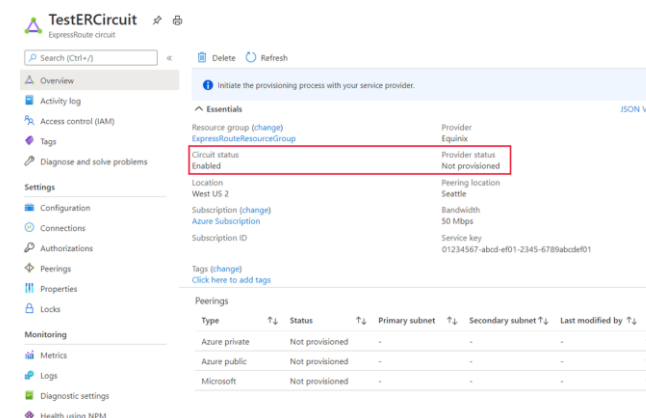 TestERCircuit
ExpressRoute circuit
Search (Ctrl+/)
«
Overview
Activity log
Access control (IAM)
Tags
Diagnose and solve problems
Settings
Configuration
Connections
Authorizations
Peerings
Properties
Locks
Monitoring
Metrics
Logs
Diagnostic settings
Health using NPM
Delete Refresh
Initiate the provisioning process with your service provider.
Essentials JSON V
Resource group (change) Provider
ExpressRouteResourceGroup Equinix
Circuit status Provider status
Enabled Not provisioned
Location Peering location
West US 2 Seattle
Subscription (change) Bandwidth
Azure Subscription 50 Mbps
Subscription ID Service key
01234567-abcd-ef01-2345-6789abcdef01
Tags (change)
Click here to add tags
Peerings
Type ↑↓ Status ↑↓ Primary subnet ↑↓ Secondary subnet ↑↓ Last modified by ↑↓
Azure private Not provisioned - - -
Azure public Not provisioned - - -
Microsoft Not provisioned - - -